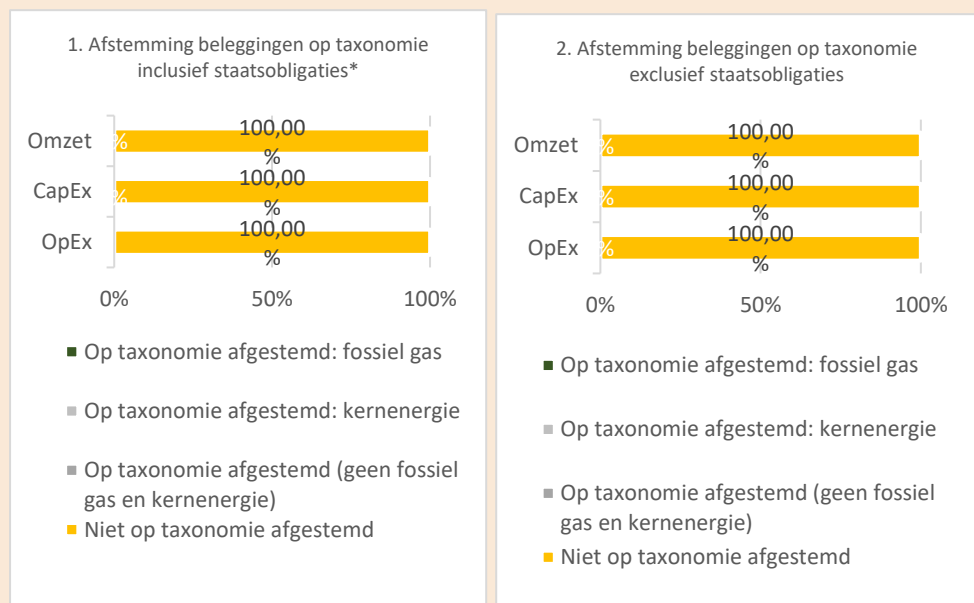 1. Afstemming beleggingen op taxonomie
inclusief staatsobligaties*
Omzet
%
100,00
%
CapEx
%
100,00
%
OpEx
100,00
%
0%
50%
100%
■ Op taxonomie afgestemd: fossiel gas
■ Op taxonomie afgestemd: kernenergie
■ Op taxonomie afgestemd (geen fossiel
gas en kernenergie)
■ Niet op taxonomie afgestemd
2. Afstemming beleggingen op taxonomie
exclusief staatsobligaties
Omzet
%
100,00
%
CapEx
%
100,00
%
OpEx
%
100,00
%
0%
50%
100%
■ Op taxonomie afgestemd: fossiel gas
■ Op taxonomie afgestemd: kernenergie
■ Op taxonomie afgestemd (geen fossiel
gas en kernenergie)
■ Niet op taxonomie afgestemd